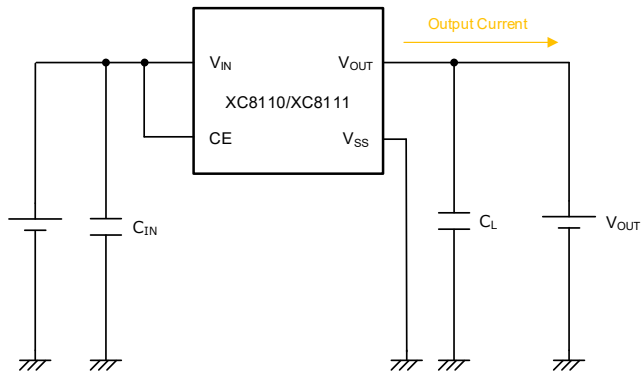 Output Current
VIN
VOUT
XC8110/XC8111
CE
VSS
CIN
CL
VOUT